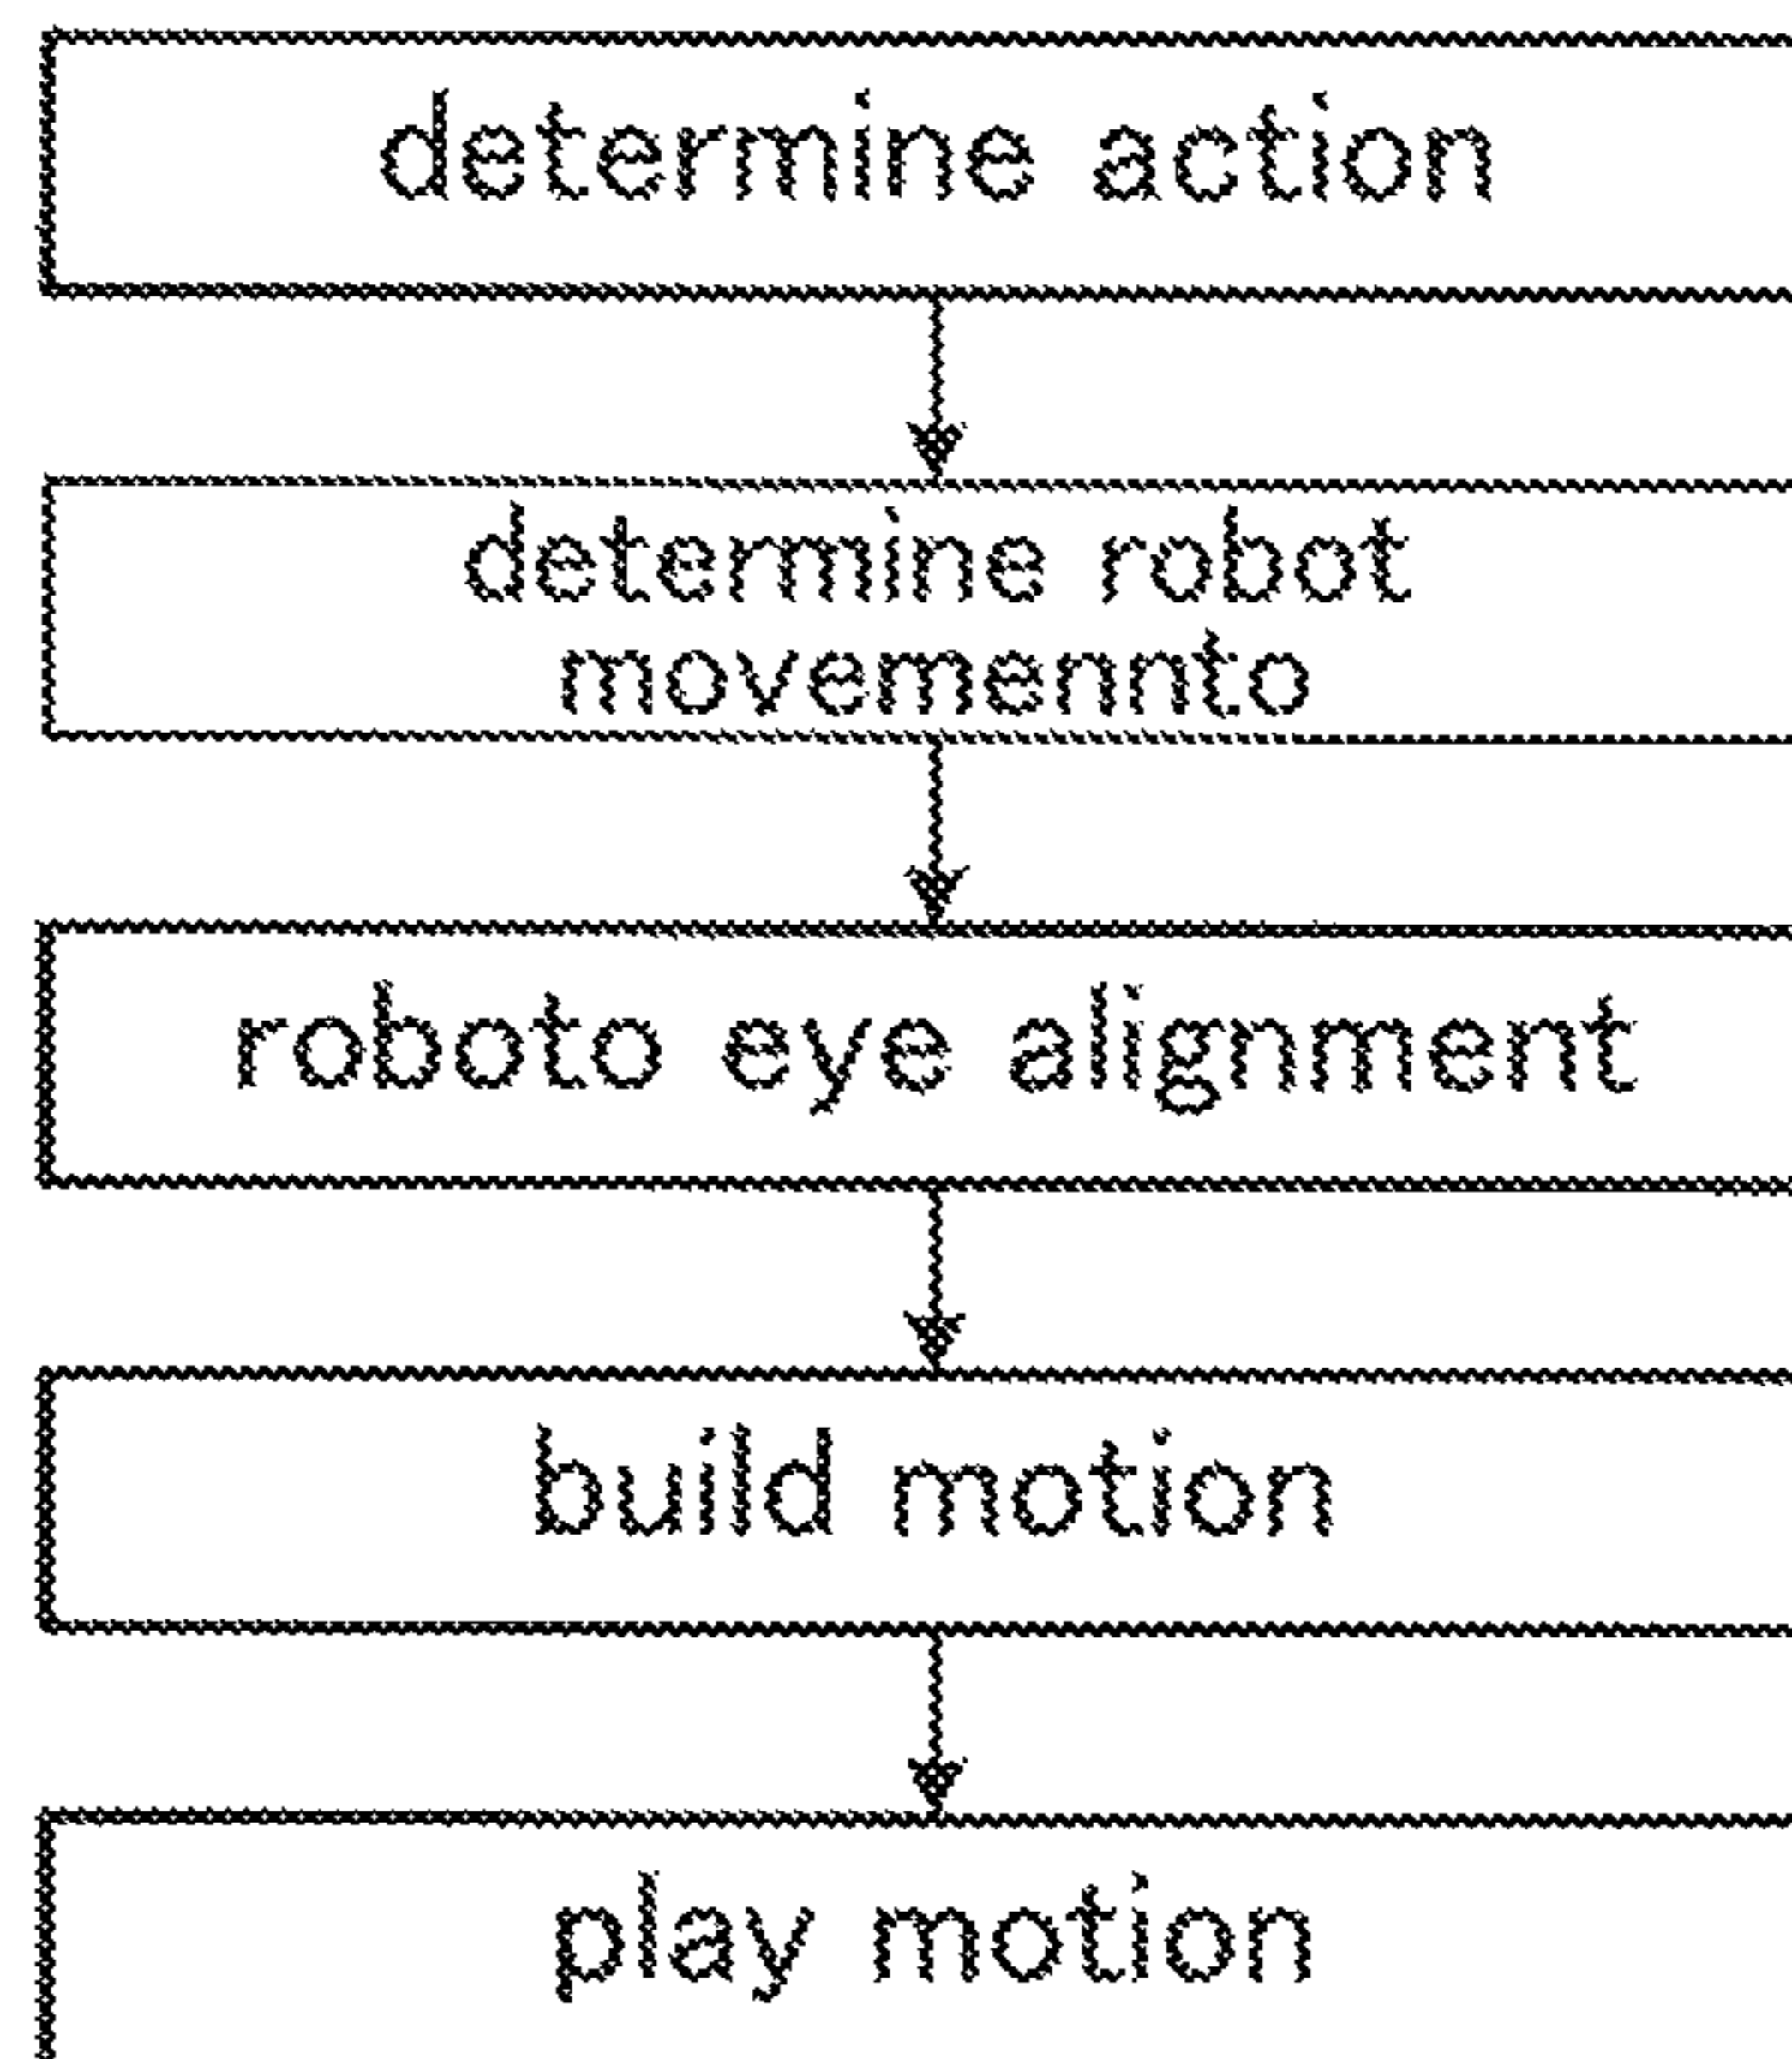 determine action
determine robot
movemennto
roboto eye alignment
build motion
play motion